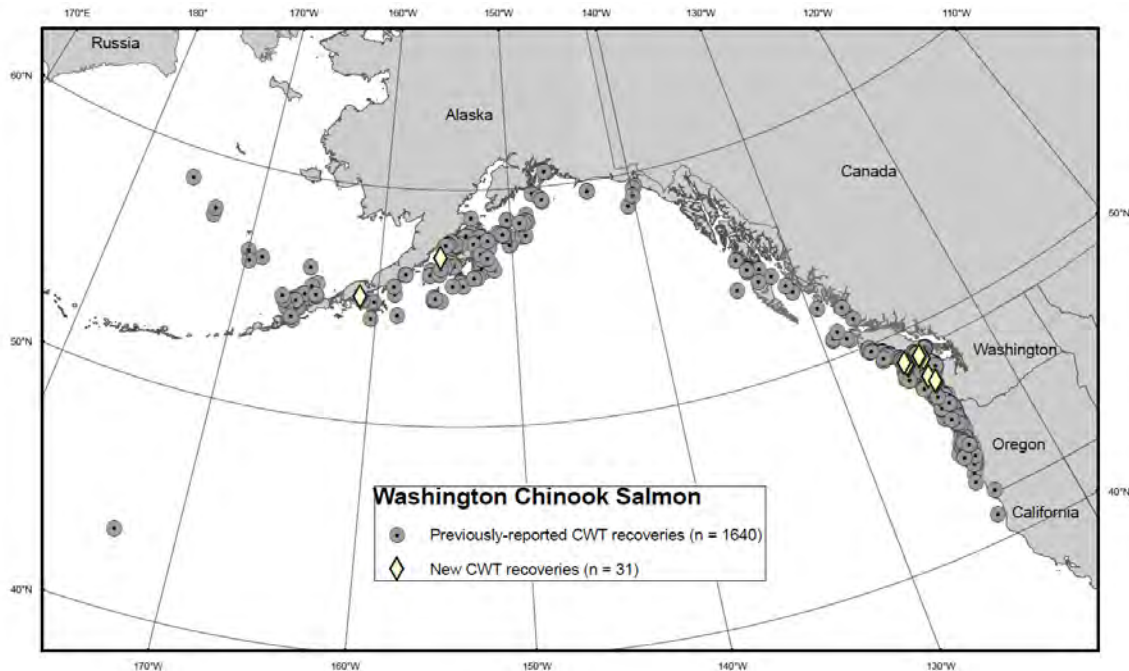 170°E 180° 170°W 160°W 150°W 140°W 130°W 120°W 110°W
Russia
60°N
Alaska
Canada
50°N
50°N
Washington
Oregon
Washington Chinook Salmon
Previously-reported CWT recoveries (n = 1640)
New CWT recoveries (n = 31)
California
40°N
40°N
170°W 160°W 150°W 140°W 130°W